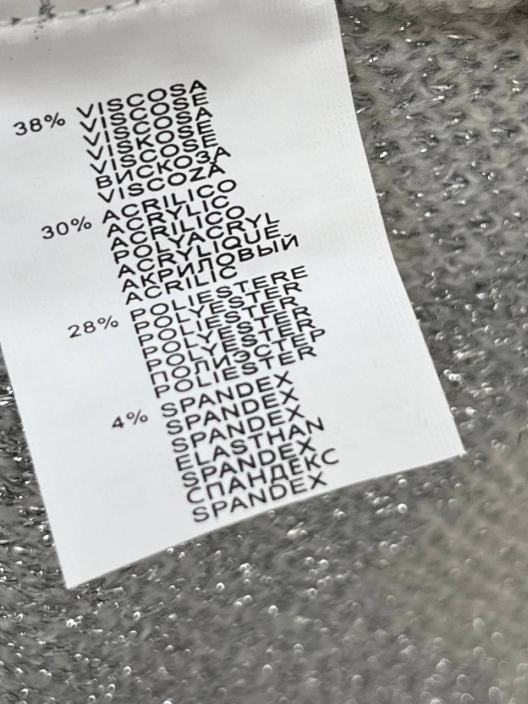 38% VISCOSA
VISCOSE
VISCOSA
VISKOSE
VISCOSE
ВИСКОЗА
VISCOZA
30% ACRILICO
ACRYLIC
ACRILICO
POLYACRYL
ACRYLIQUE
АКРИЛОВЫЙ
ACRILIC
28% POLIESTERE
POLYESTER
POLIESTER
POLYESTER
POLYESTER
ПОЛИЭСТЕР
POLIESTER
4% SPANDEX
SPANDEX
SPANDEX
ELASTHAN
SPANDEX
СПАНДЕКС
SPANDEX